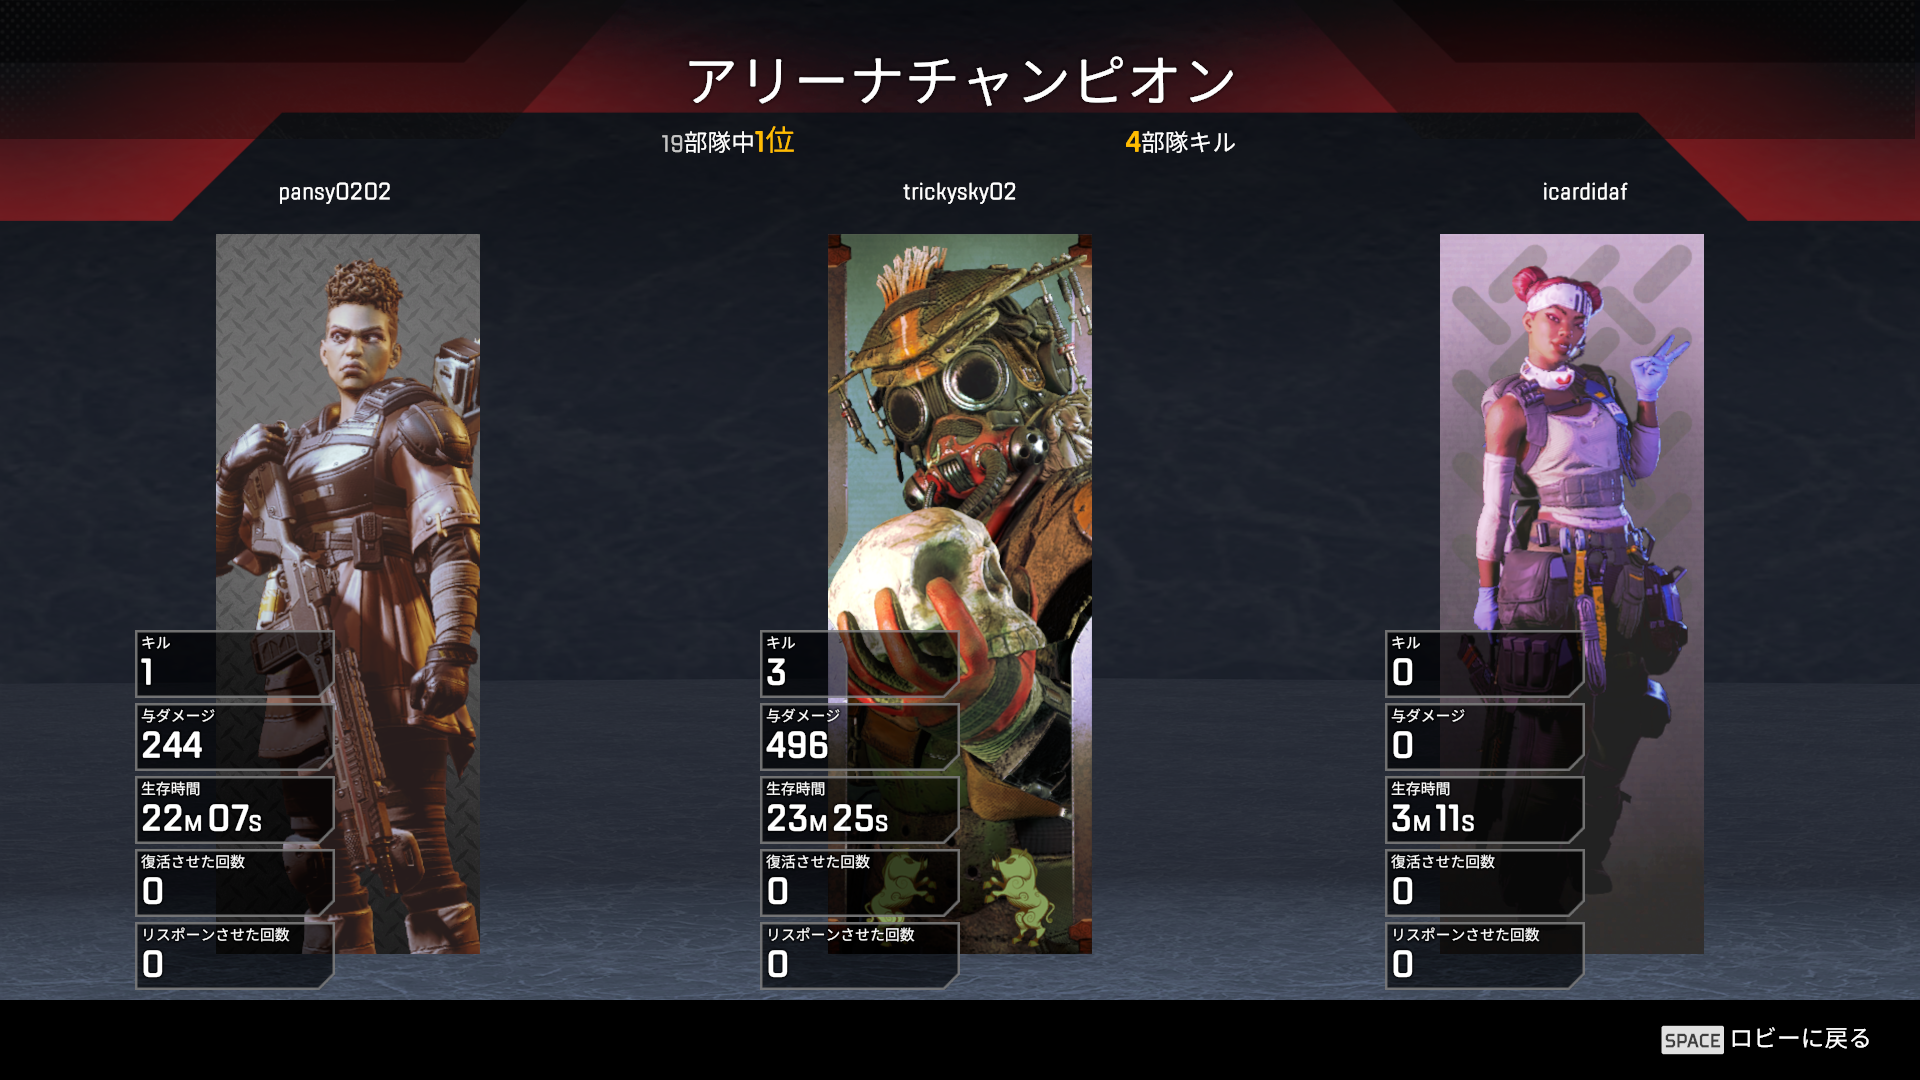 アリーナチャンピオン
19部隊中1位
4部隊キル
pansy0202
trickysky02
icardidaf
キル
1
与ダメージ
244
生存時間
22M 07S
復活させた回数
0
リスポーンさせた回数
0
キル
3
与ダメージ
496
生存時間
23M 25S
復活させた回数
0
リスポーンさせた回数
0
キル
0
与ダメージ
0
生存時間
3M 11S
復活させた回数
0
リスポーンさせた回数
0
SPACE ロビーに戻る